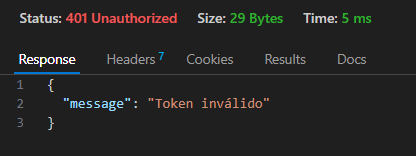 Status: 401 Unauthorized Size: 29 Bytes Time: 5 ms
Response Headers 7 Cookies Results Docs
1 {
2 "message": "Token inválido"
3 }